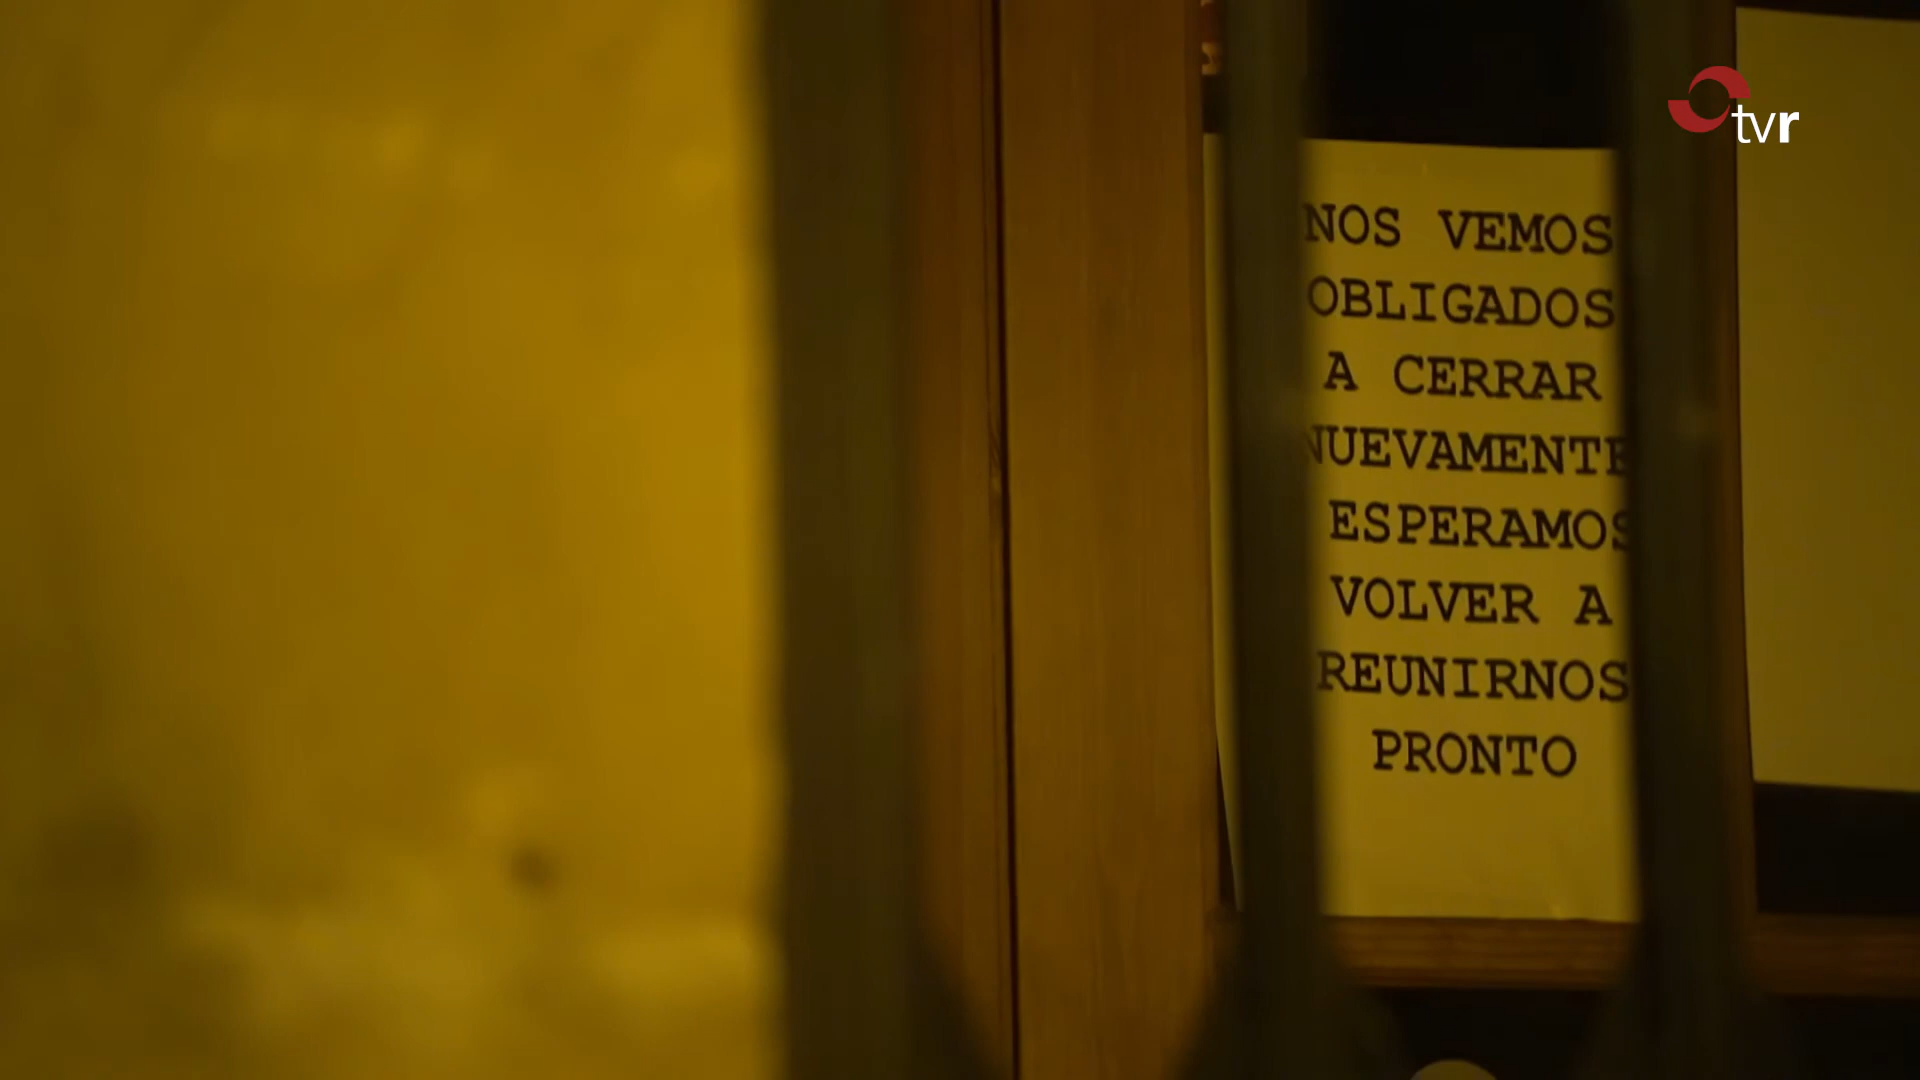 tvr
NOS VEMOS
OBLIGADOS
A CERRAR
NUEVAMENTE
ESPERAMOS
VOLVER A
REUNIRNOS
PRONTO